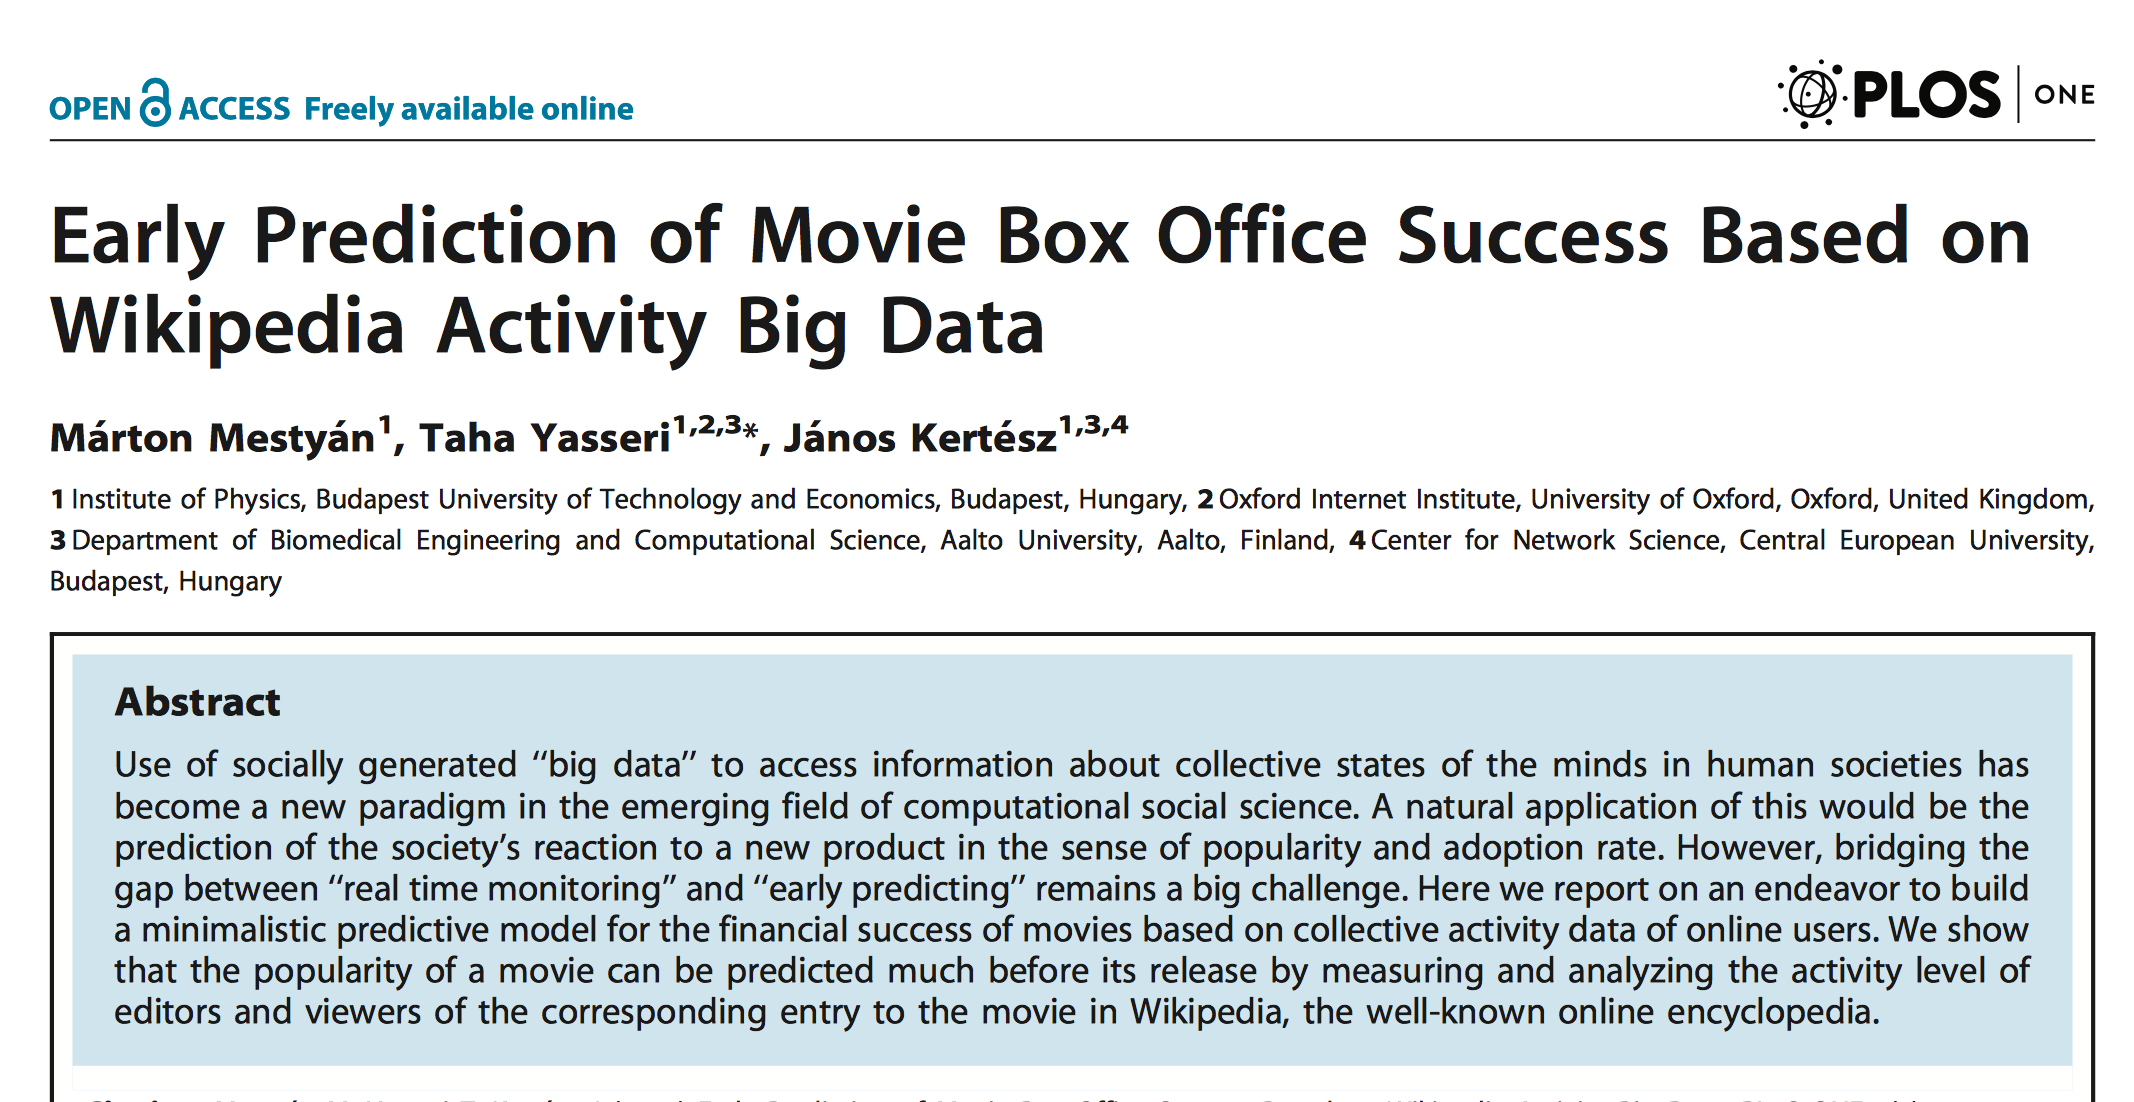 OPEN ACCESS Freely available online
PLOS ONE
Early Prediction of Movie Box Office Success Based on
Wikipedia Activity Big Data
Márton Mestyán1, Taha Yasseri1,2,3*, János Kertész1,3,4
1 Institute of Physics, Budapest University of Technology and Economics, Budapest, Hungary, 2 Oxford Internet Institute, University of Oxford, Oxford, United Kingdom,
3 Department of Biomedical Engineering and Computational Science, Aalto University, Aalto, Finland, 4 Center for Network Science, Central European University,
Budapest, Hungary
Abstract
Use of socially generated “big data” to access information about collective states of the minds in human societies has
become a new paradigm in the emerging field of computational social science. A natural application of this would be the
prediction of the society’s reaction to a new product in the sense of popularity and adoption rate. However, bridging the
gap between “real time monitoring” and “early predicting” remains a big challenge. Here we report on an endeavor to build
a minimalistic predictive model for the financial success of movies based on collective activity data of online users. We show
that the popularity of a movie can be predicted much before its release by measuring and analyzing the activity level of
editors and viewers of the corresponding entry to the movie in Wikipedia, the well-known online encyclopedia.